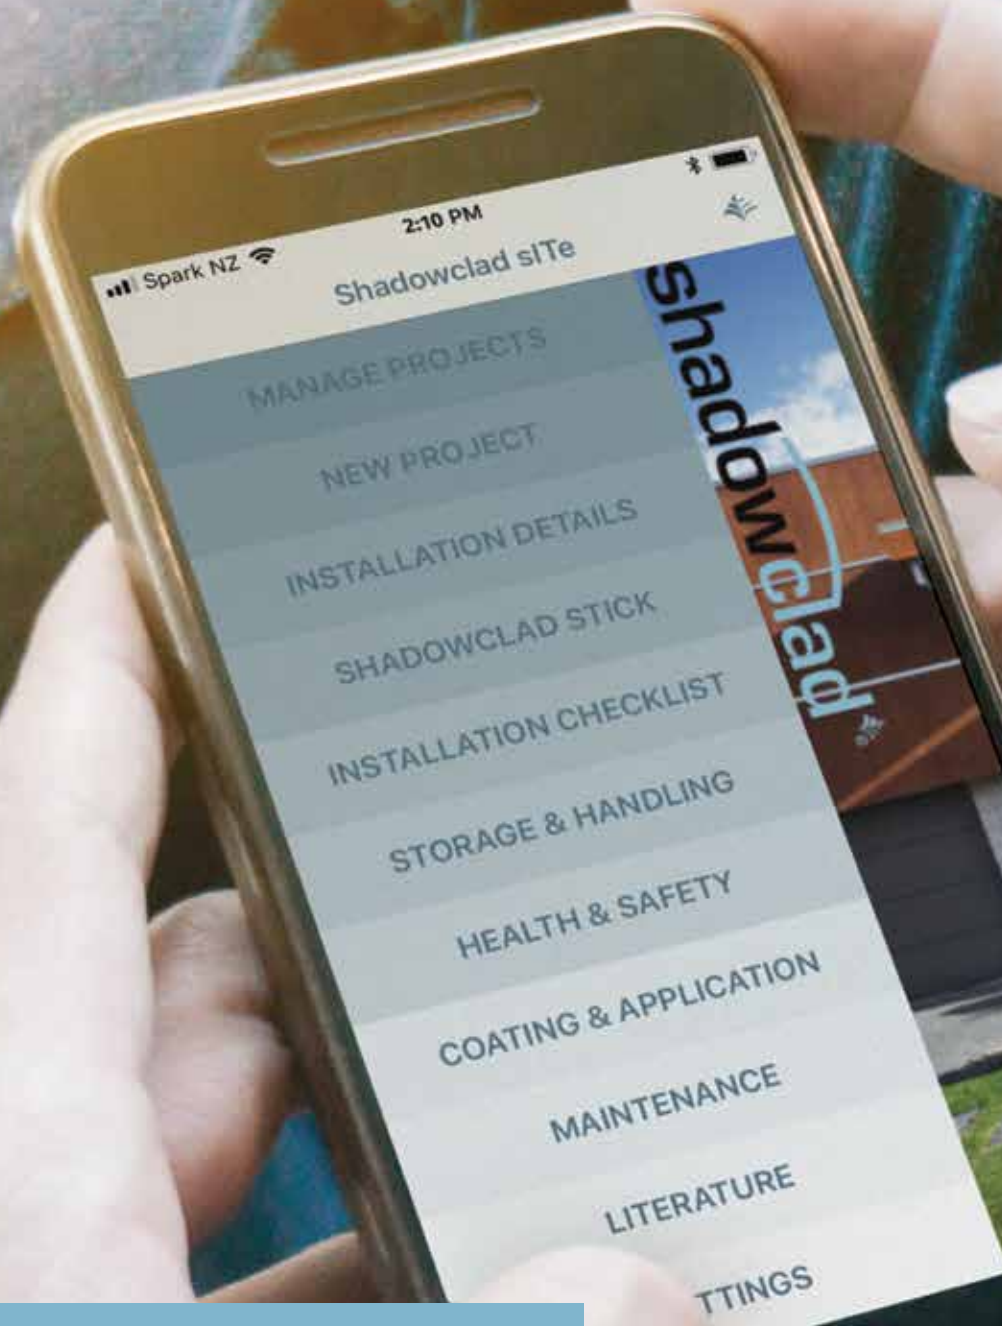 Spark NZ
2:10 PM
Shadowclad sITe
MANAGE PROJECTS
NEW PROJECT
INSTALLATION DETAILS
SHADOWCLAD STICK
INSTALLATION CHECKLIST
STORAGE & HANDLING
HEALTH & SAFETY
COATING & APPLICATION
MAINTENANCE
LITERATURE
TTINGS
shadowclad